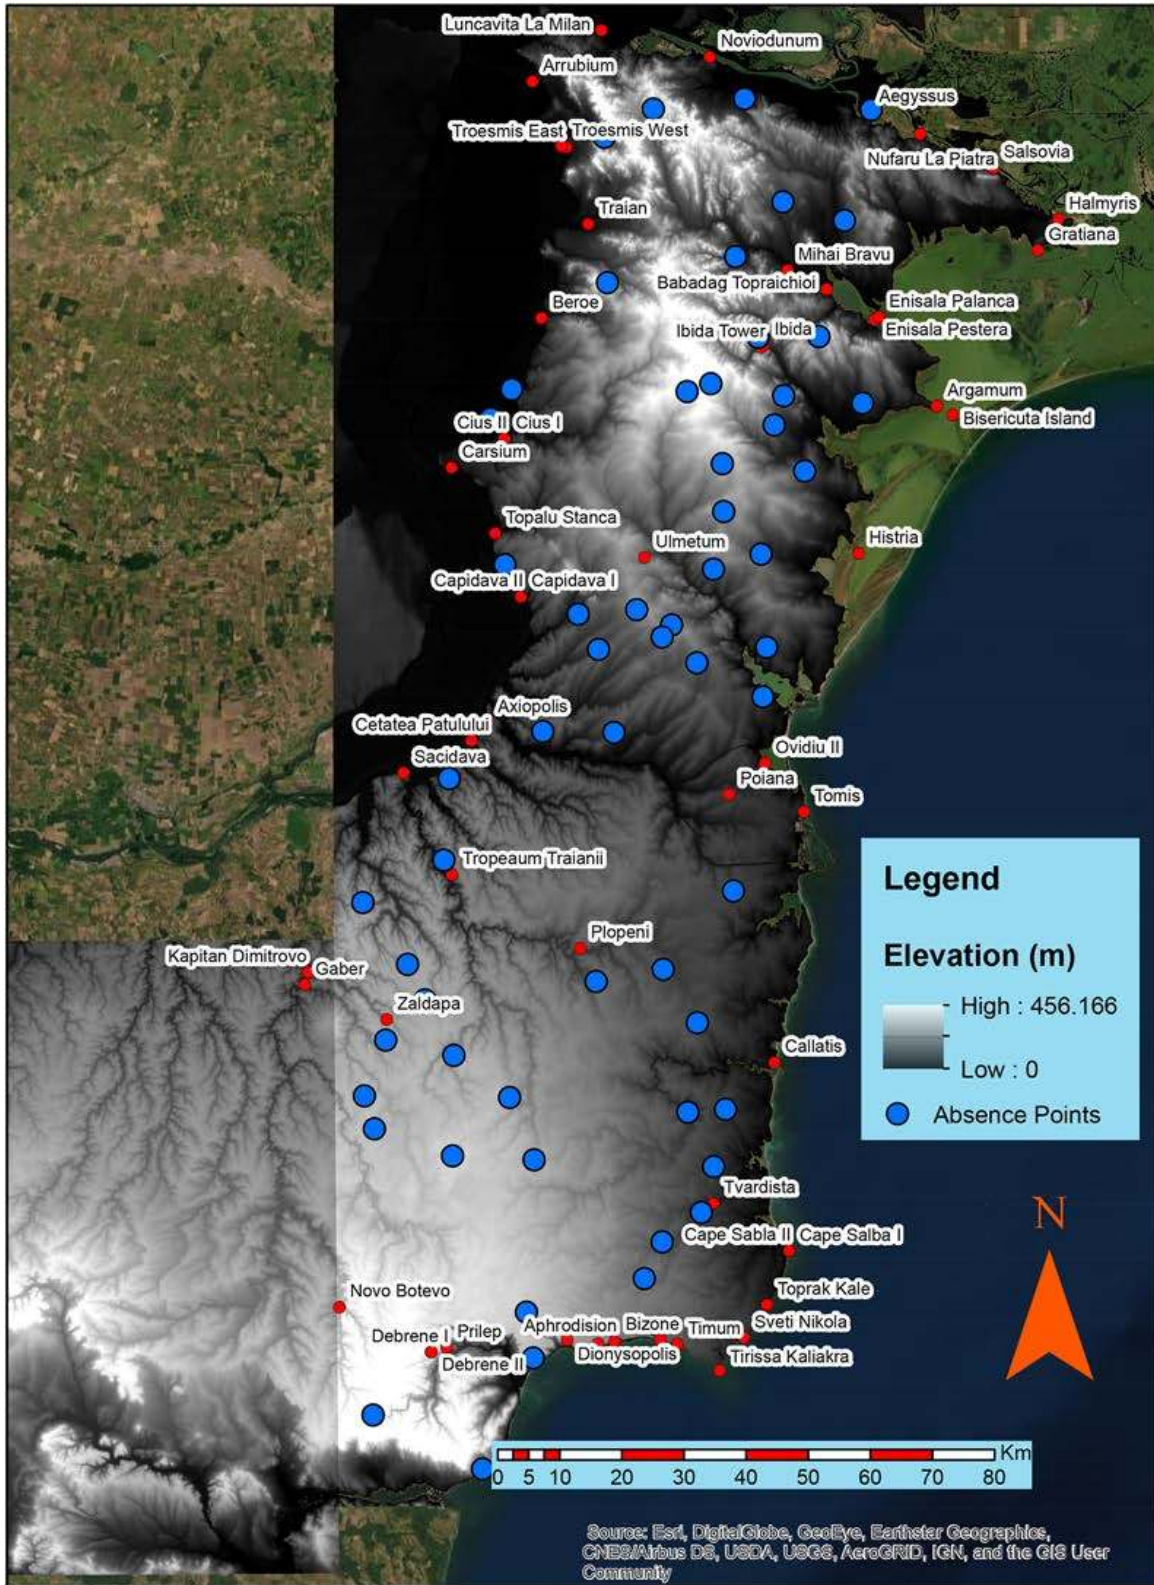 Luncavita La Milan
Noviodunum
Arrubium
Aegyssus
Troesmis East Troesmis West
Salsovia
Nufaru La Piatra
Halmyris
Traian
Gratiana
Mihai Bravu
Babadag Topraichioi
Enisala Palanca
Beroe
Ibida Tower Ibida
Enisala Pestera
Argamum
Bisericuta Island
Cius II Cius I
Carsium
Topalu Stanca
Ulmetum
Histria
Capidava II Capidava I
Axiopolis
Cetatea Patulului
Ovidiu II
Sacidava
Poiana
Tomis
Tropeaum Traianii
Plopeni
Kapitan Dimitrovo
Gaber
Zaldapa
Callatis
Legend
Elevation (m)
High : 456.166
Low : 0
Absence Points
Tvardista
Cape Sabla II Cape Salba I
N
Novo Botevo
Toprak Kale
Aphrodision Bizone Timum Sveti Nikola
Debrene I Prilep
Dionysopolis
Tirissa Kaliakra
Debrene II
Km
0 5 10 20 30 40 50 60 70 80
Source: Esri, DigitalGlobe, GeoEye, Earthstar Geographics,
CNES/Airbus DS, USDA, USGS, AeroGRID, IGN, and the GIS User
Community